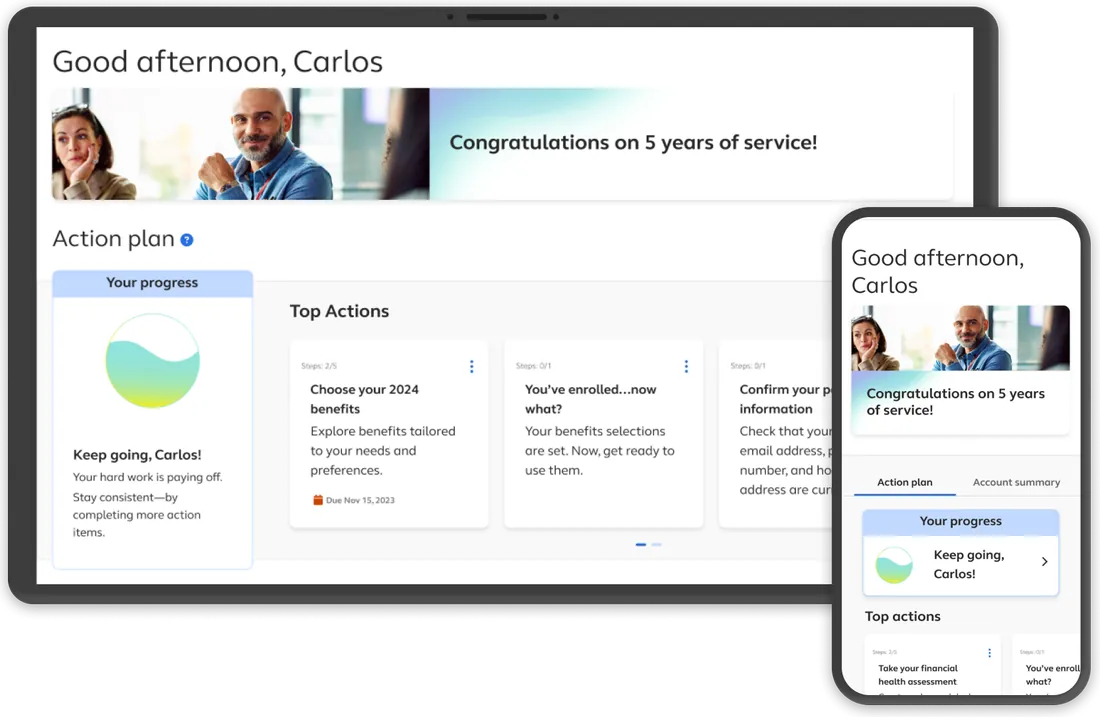 Good afternoon, Carlos
Congratulations on 5 years of service!
Action plan ?
Your progress
Keep going, Carlos!
Your hard work is paying off.
Stay consistent—by
completing more action
items.
Top Actions
Steps: 2/5
Choose your 2024
benefits
Explore benefits tailored
to your needs and
preferences.
Due Nov 15, 2023
Steps: 0/1
You've enrolled...now
what?
Your benefits selections
are set. Now, get ready to
use them.
Steps: 0/1
Confirm your
information
Check that your
email address,
number, and
address are
Good afternoon,
Carlos
Congratulations on 5 years
of service!
Action plan
Account summary
Your progress
Keep going,
Carlos!
Top actions
Steps: 3/5
Take your financial
health assessment
Steps: 0/1
You've
what?